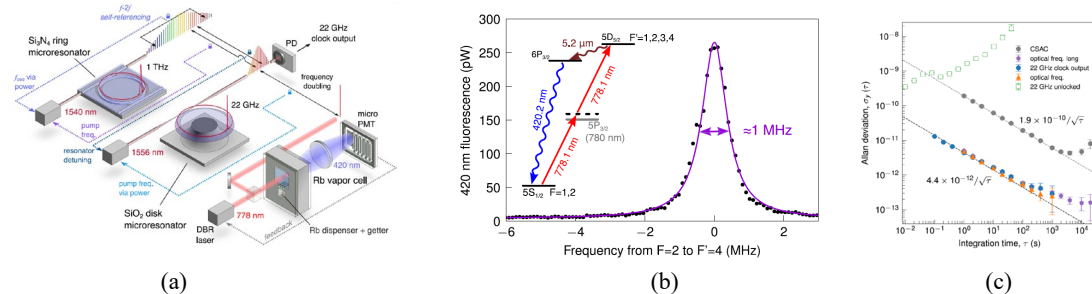 f-2f
self-referencing
Si₃N₄ ring
microresonator
1 THz
PD
22 GHz
clock output
fCEO via
power
1540 nm
pump
freq.
22 GHz
frequency
doubling
micro
PMT
resonator
detuning
1556 nm
420 nm
Rb vapor cell
pump freq.
via power
SiO₂ disk
microresonator
778 nm
DBR
laser
feedback
Rb dispenser + getter
(a)
420 nm fluorescence (pW)
300
250
200
150
100
50
0
5D5/2 F'=1,2,3,4
5.2 μm
6P3/2
420.2 nm
778.1 nm
5P3/2
(780 nm)
778.1 nm
5S1/2 F=1,2
≈1 MHz
−6 −4 −2 0 2
Frequency from F=2 to F'=4 (MHz)
(b)
Allan deviation, σy (τ)
10⁻⁸
10⁻⁹
10⁻¹⁰
10⁻¹¹
10⁻¹²
10⁻¹³
CSAC
optical freq. long
22 GHz clock output
optical freq.
22 GHz unlocked
1.9 × 10⁻¹⁰/√τ
4.4 × 10⁻¹²/√τ
10⁻² 10⁻¹ 10⁰ 10¹ 10² 10³ 10⁴
Integration time, τ (s)
(c)